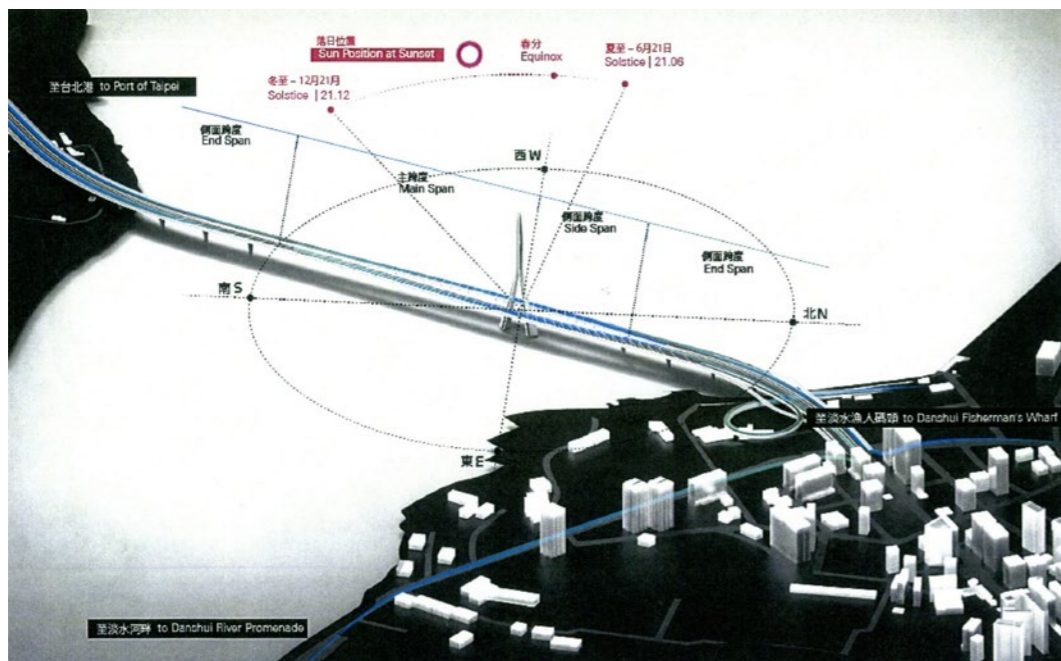 落日位置
Sun Position at Sunset
春分
Equinox
夏至 – 6月21日
Solstice | 21.06
冬至 – 12月21月
Solstice | 21.12
至台北港 to Port of Taipei
側面跨度
End Span
主跨度
Main Span
西 W
側面跨度
Side Span
側面跨度
End Span
南 S
北 N
至淡水漁人碼頭 to Danshui Fisherman's Wharf
東 E
至淡水河畔 to Danshui River Promenade